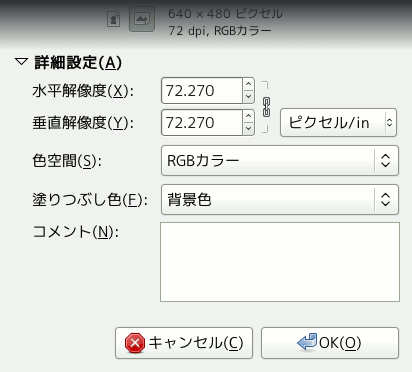 640 × 480 ピクセル
72 dpi, RGBカラー
詳細設定(A)
水平解像度(X): 72.270
垂直解像度(Y): 72.270 ピクセル/in
色空間(S): RGBカラー
塗りつぶし色(F): 背景色
コメント(N):
キャンセル(C) OK(O)